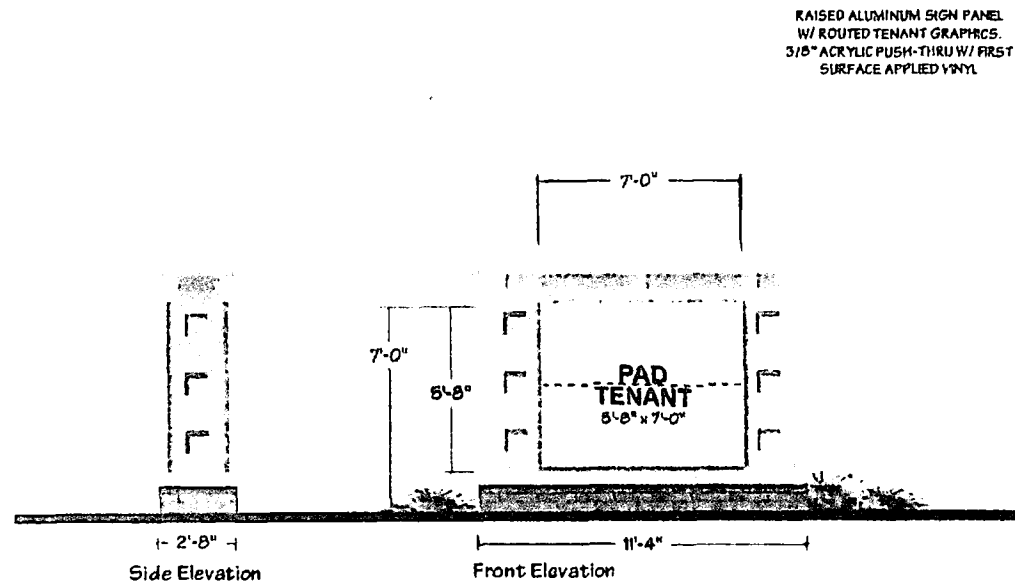 RAISED ALUMINUM SIGN PANEL
W/ ROUTED TENANT GRAPHICS.
3/8" ACRYLIC PUSH-THRU W/ FIRST
SURFACE APPLIED VINYL
7'-0"
7'-0"
5'-8"
PAD
TENANT
5'-8" x 7'-0"
2'-8"
11'-4"
Side Elevation
Front Elevation